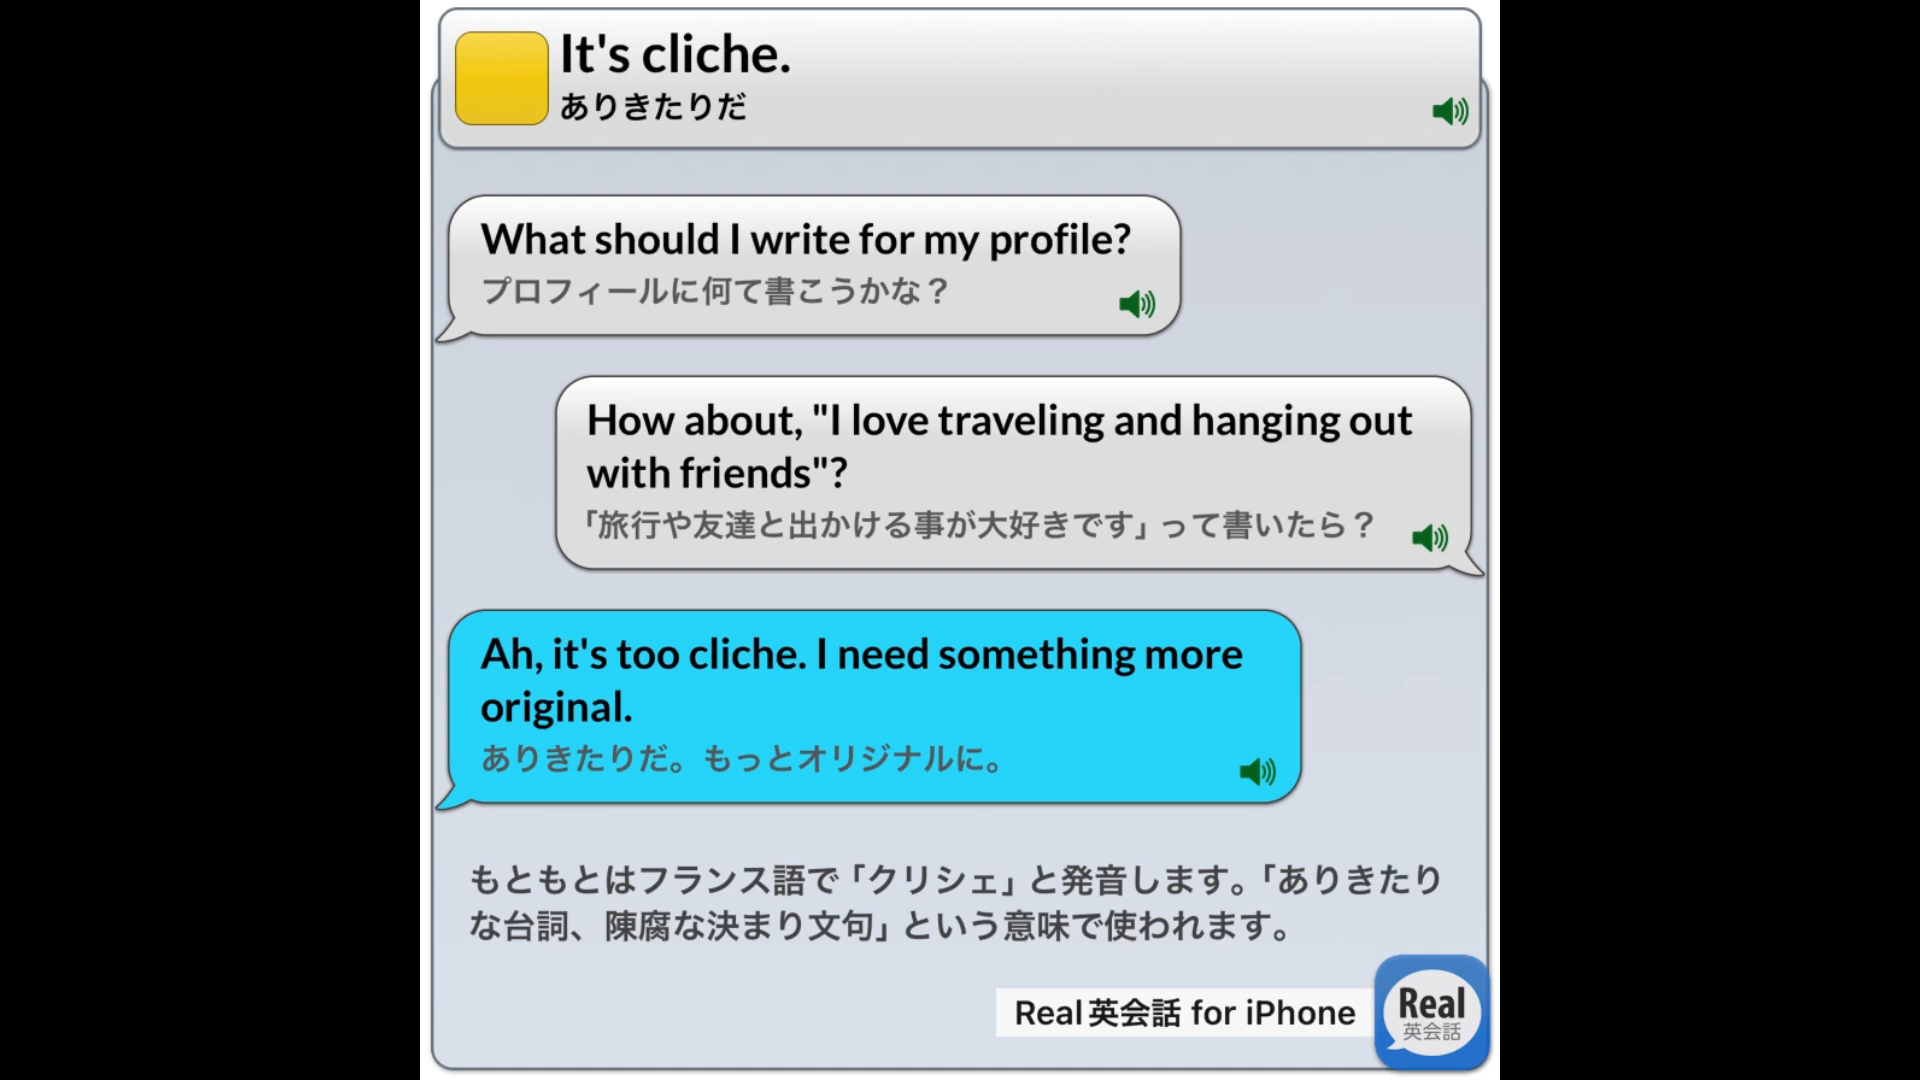 It's cliche.
ありきたりだ
What should I write for my profile?
プロフィールに何て書こうかな？
How about, "I love traveling and hanging out
with friends"?
「旅行や友達と出かける事が大好きです」って書いたら？
Ah, it's too cliche. I need something more
original.
ありきたりだ。もっとオリジナルに。
もともとはフランス語で「クリシェ」と発音します。「ありきたり
な台詞、陳腐な決まり文句」という意味で使われます。
Real英会話 for iPhone
Real
英会話